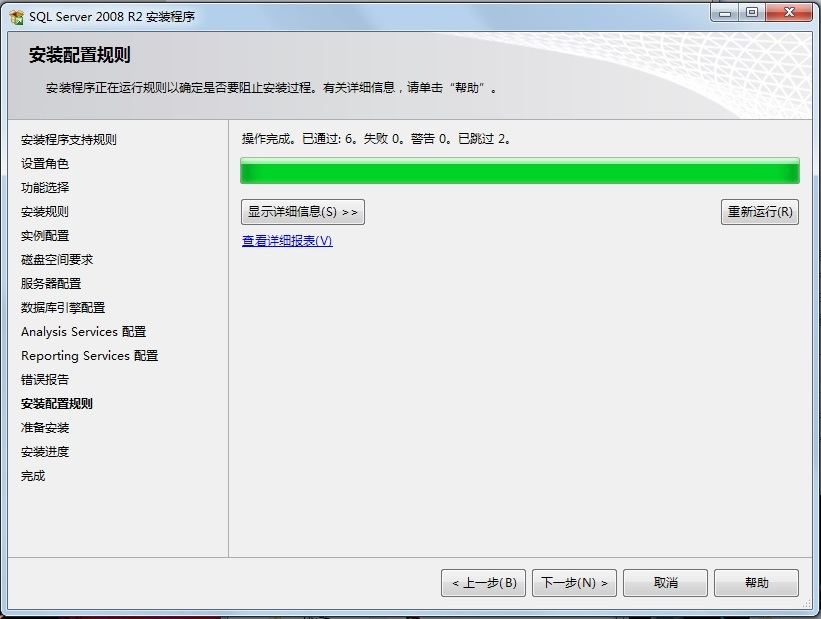 SQL Server 2008 R2 安装程序
安装配置规则
安装程序正在运行规则以确定是否要阻止安装过程。有关详细信息，请单击“帮助”。
安装程序支持规则
设置角色
功能选择
安装规则
实例配置
磁盘空间要求
服务器配置
数据库引擎配置
Analysis Services 配置
Reporting Services 配置
错误报告
安装配置规则
准备安装
安装进度
完成
操作完成。已通过: 6。失败 0。警告 0。已跳过 2。
显示详细信息(S) >>
重新运行(R)
查看详细报表(V)
< 上一步(B)
下一步(N) >
取消
帮助